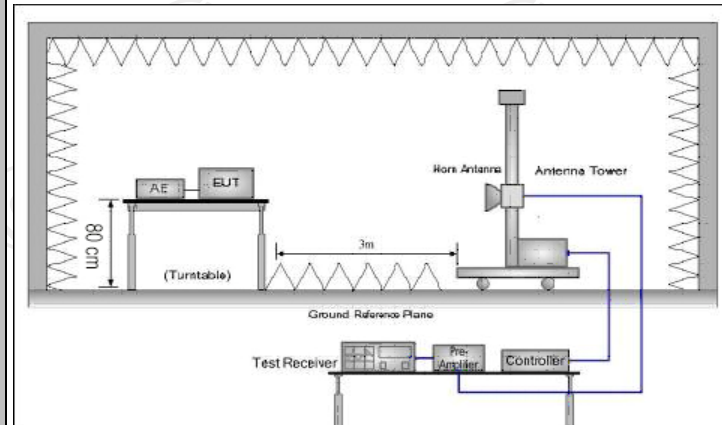 Horn Antenna
Antenna Tower
AE
EUT
80 cm
3m
(Turntable)
Ground Reference Plane
Test Receiver
Pre-
Amplifier
Controller